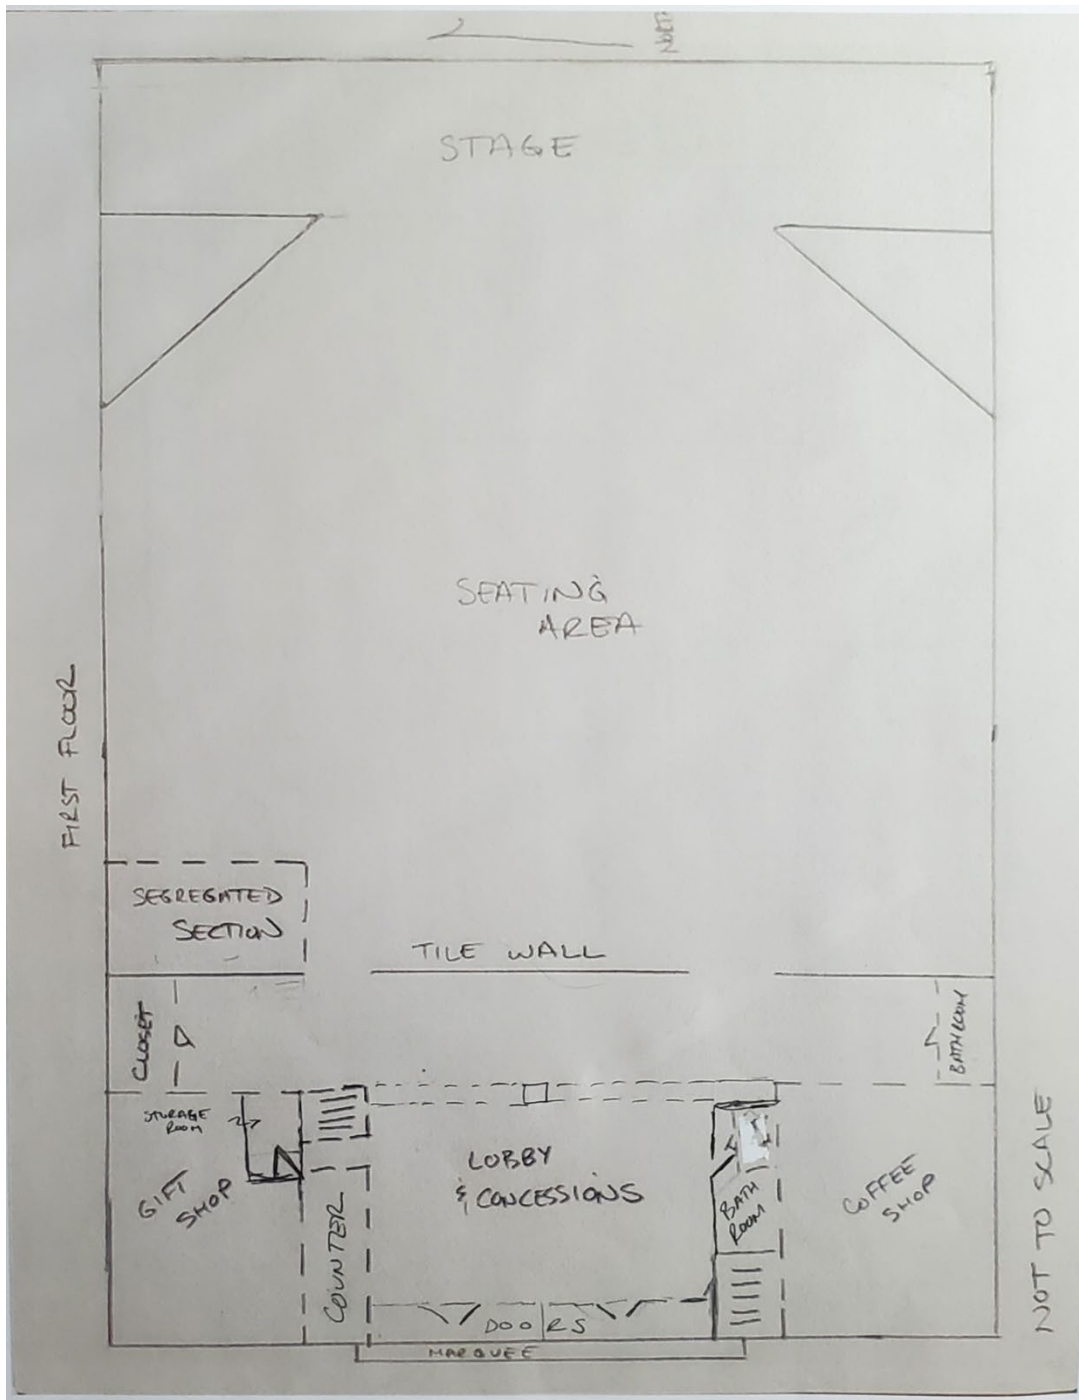 NORTH
STAGE
SEATING
AREA
FIRST FLOOR
SEGREGATED
SECTION
TILE WALL
CLOSET
BATHROOM
STORAGE
ROOM
GIFT
SHOP
LOBBY
& CONCESSIONS
COUNTER
BATH
ROOM
COFFEE
SHOP
DOORS
MARQUEE
NOT TO SCALE